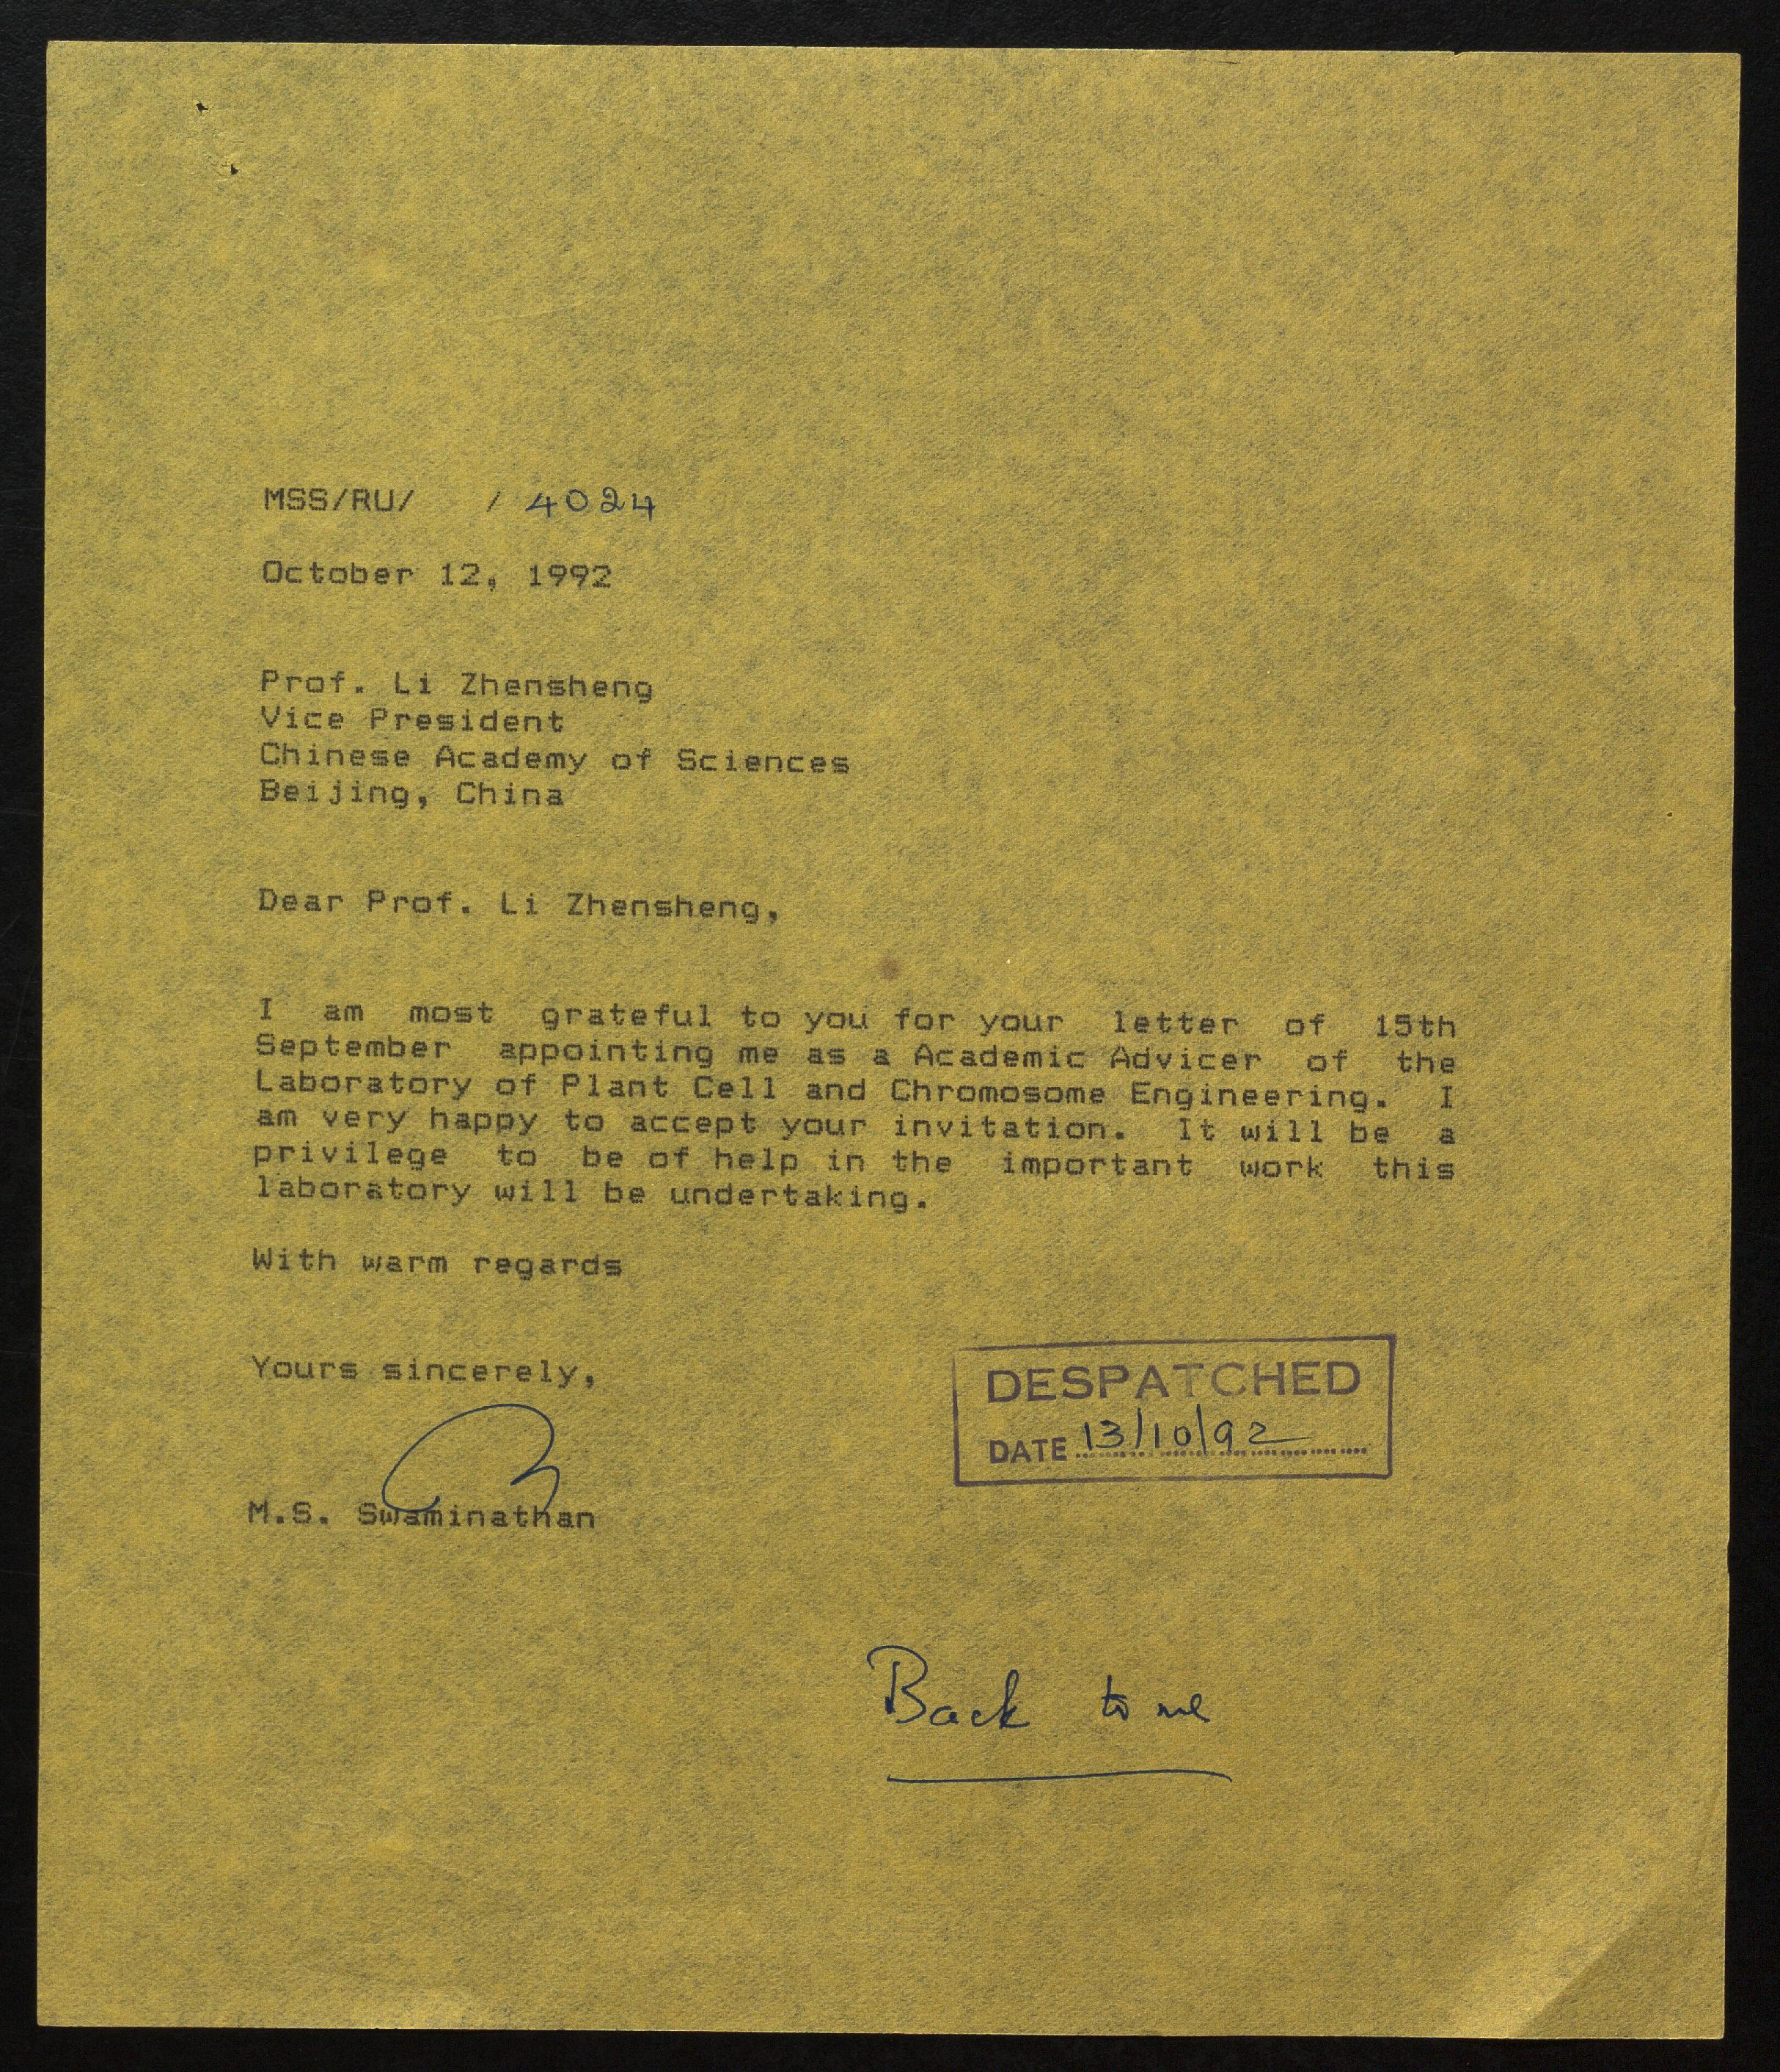 MSS/RU/ / 4024
October 12, 1992
Prof. Li Zhensheng
Vice President
Chinese Academy of Sciences
Beijing, China
Dear Prof. Li Zhensheng,
I am most grateful to you for your letter of 15th
September appointing me as a Academic Advicer of the
Laboratory of Plant Cell and Chromosome Engineering. I
am very happy to accept your invitation. It will be a
privilege to be of help in the important work this
laboratory will be undertaking.
With warm regards
Yours sincerely,
DESPATCHED
DATE 13/10/92
M.S. Swaminathan
Back to me